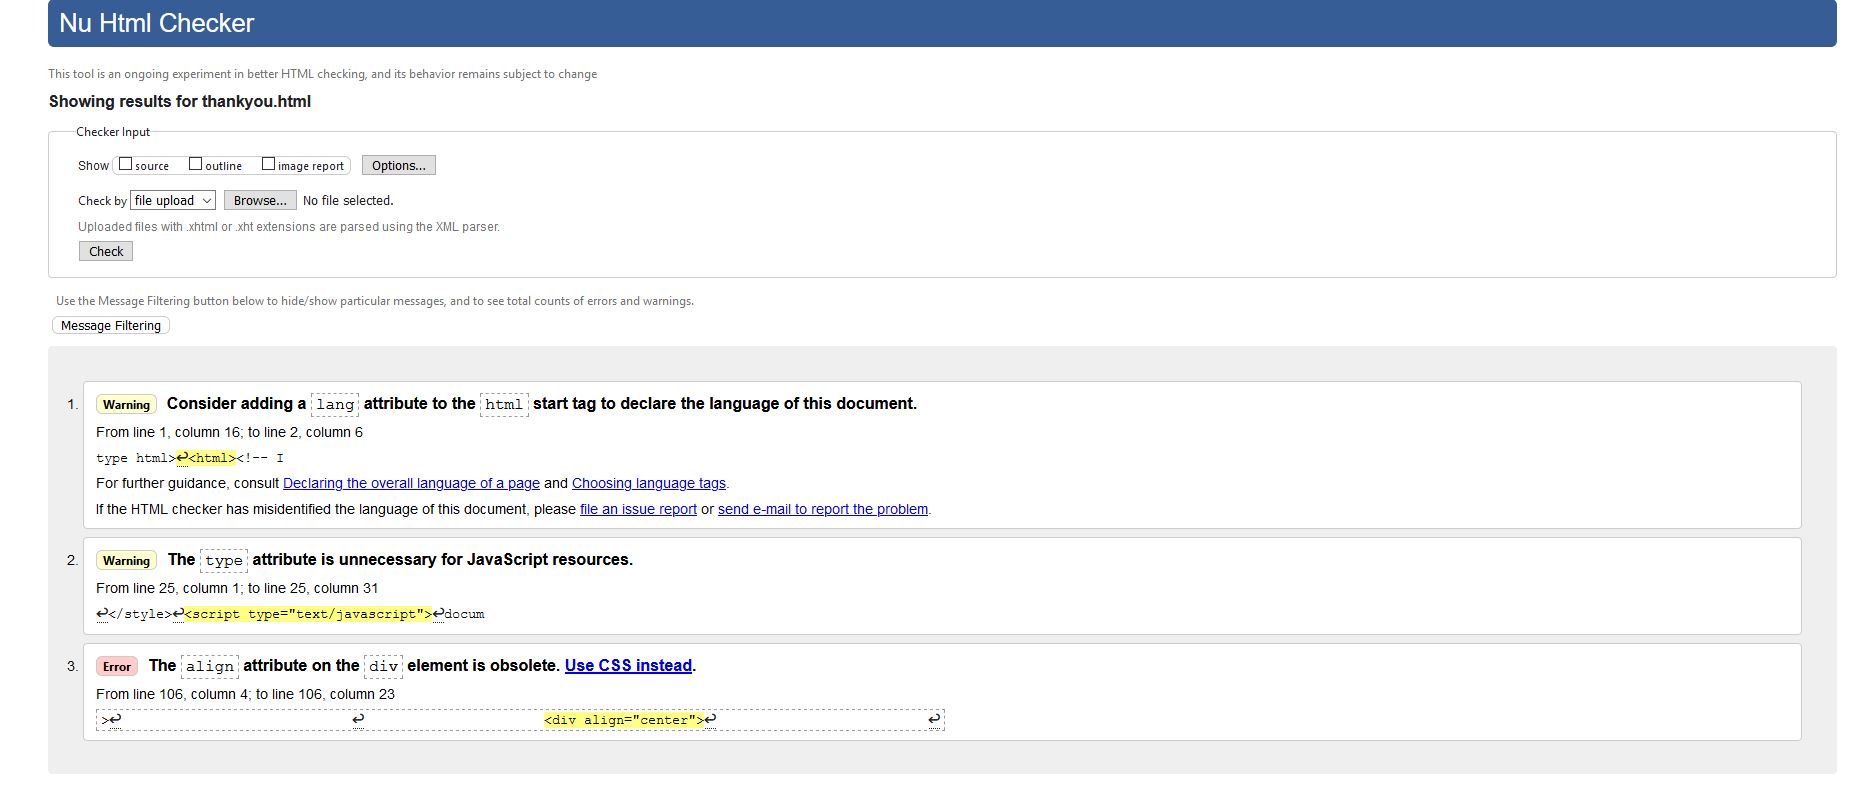 Nu Html Checker
This tool is an ongoing experiment in better HTML checking, and its behavior remains subject to change
Showing results for thankyou.html
Checker Input
Show source outline image report Options...
Check by file upload Browse... No file selected.
Uploaded files with .xhtml or .xht extensions are parsed using the XML parser.
Check
Use the Message Filtering button below to hide/show particular messages, and to see total counts of errors and warnings.
Message Filtering
1. Warning Consider adding a lang attribute to the html start tag to declare the language of this document.
From line 1, column 16; to line 2, column 6
type html>↩<html><!-- I
For further guidance, consult Declaring the overall language of a page and Choosing language tags.
If the HTML checker has misidentified the language of this document, please file an issue report or send e-mail to report the problem.
2. Warning The type attribute is unnecessary for JavaScript resources.
From line 25, column 1; to line 25, column 31
↩</style>↩<script type="text/javascript">↩docum
3. Error The align attribute on the div element is obsolete. Use CSS instead.
From line 106, column 4; to line 106, column 23
>↩ ↩ <div align="center">↩ ↩